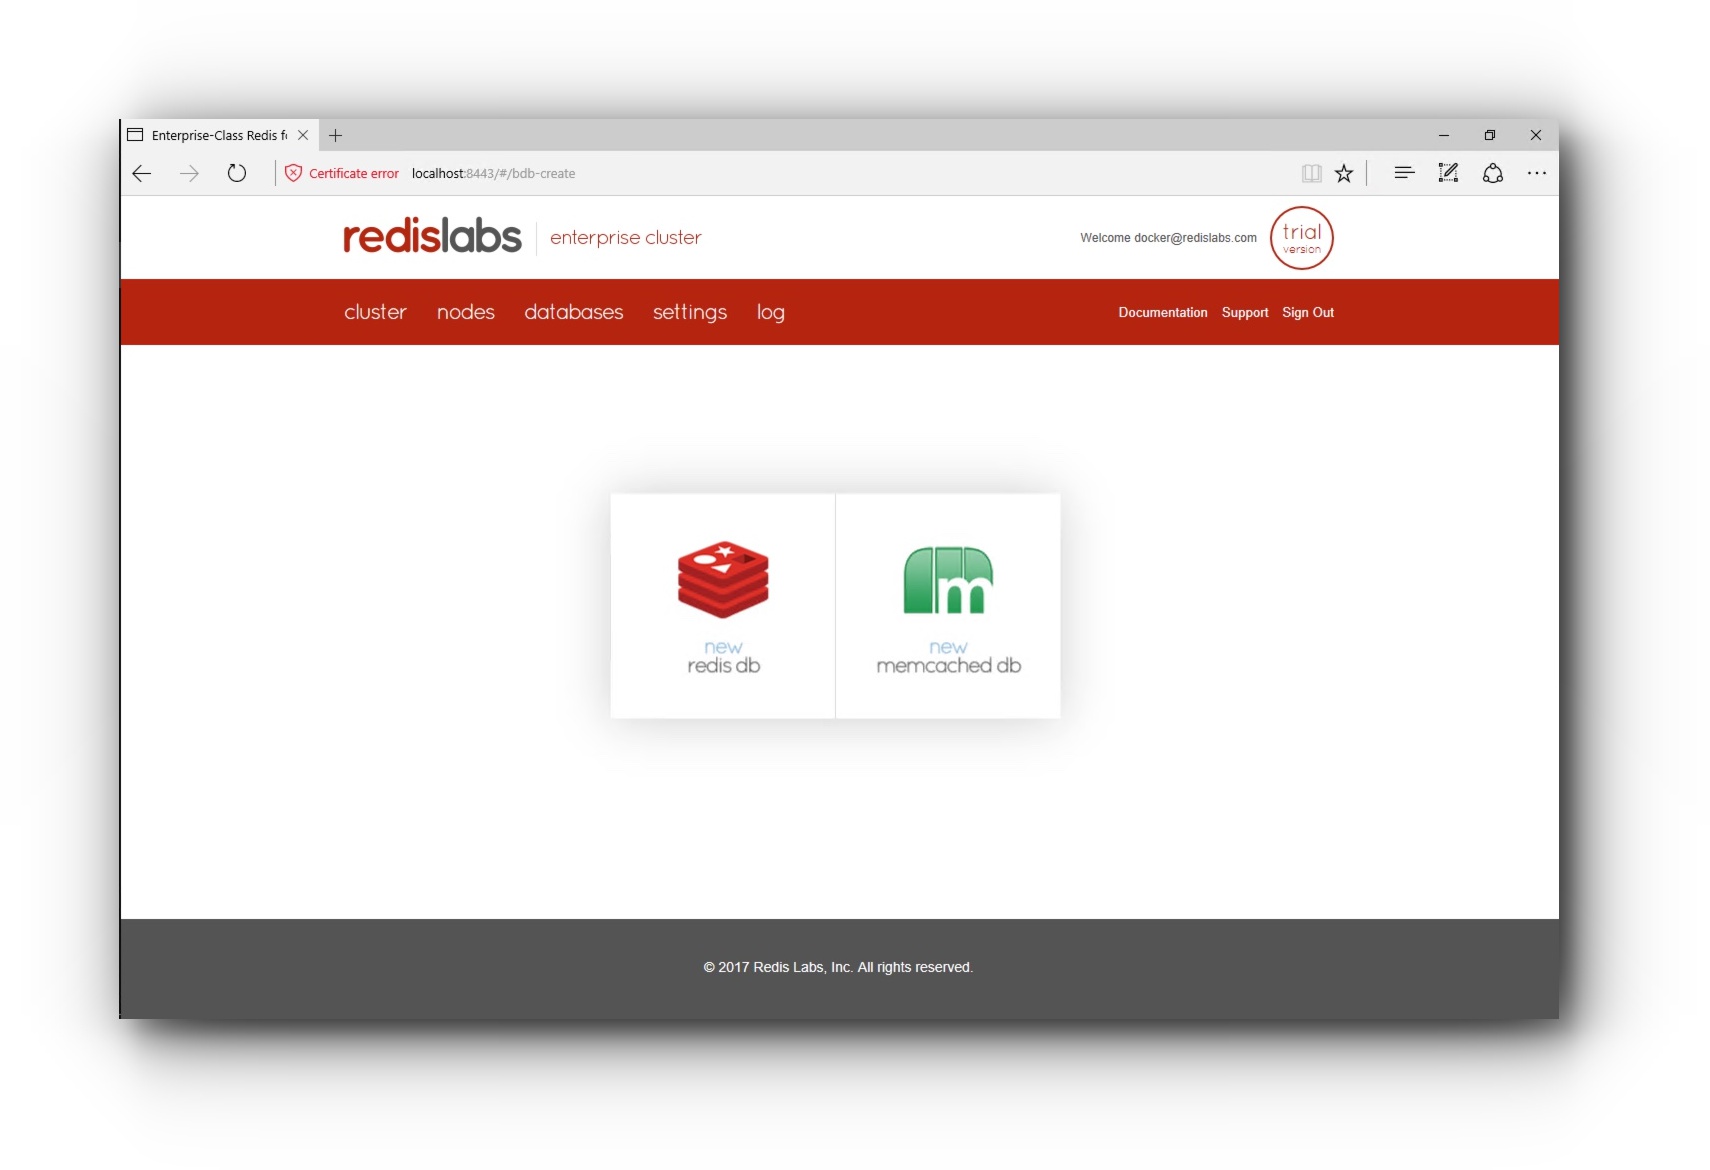 Enterprise-Class Redis f
Certificate error localhost:8443/#/bdb-create
redislabs enterprise cluster
Welcome docker@redislabs.com
trial
version
cluster nodes databases settings log
Documentation Support Sign Out
m
new
redis db
new
memcached db
© 2017 Redis Labs, Inc. All rights reserved.